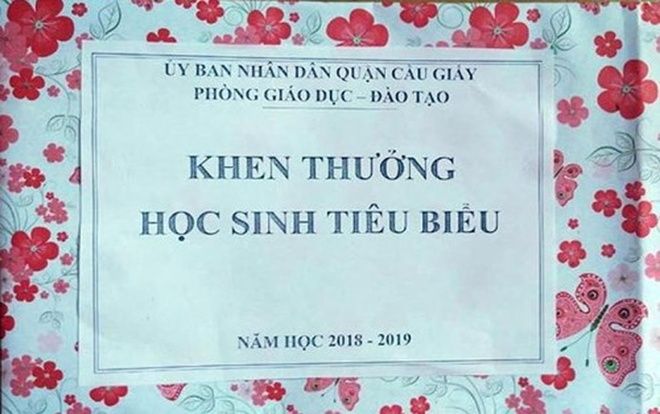 ỦY BAN NHÂN DÂN QUẬN CẦU GIẤY
PHÒNG GIÁO DỤC – ĐÀO TẠO
KHEN THƯỞNG
HỌC SINH TIÊU BIỂU
NĂM HỌC 2018 - 2019